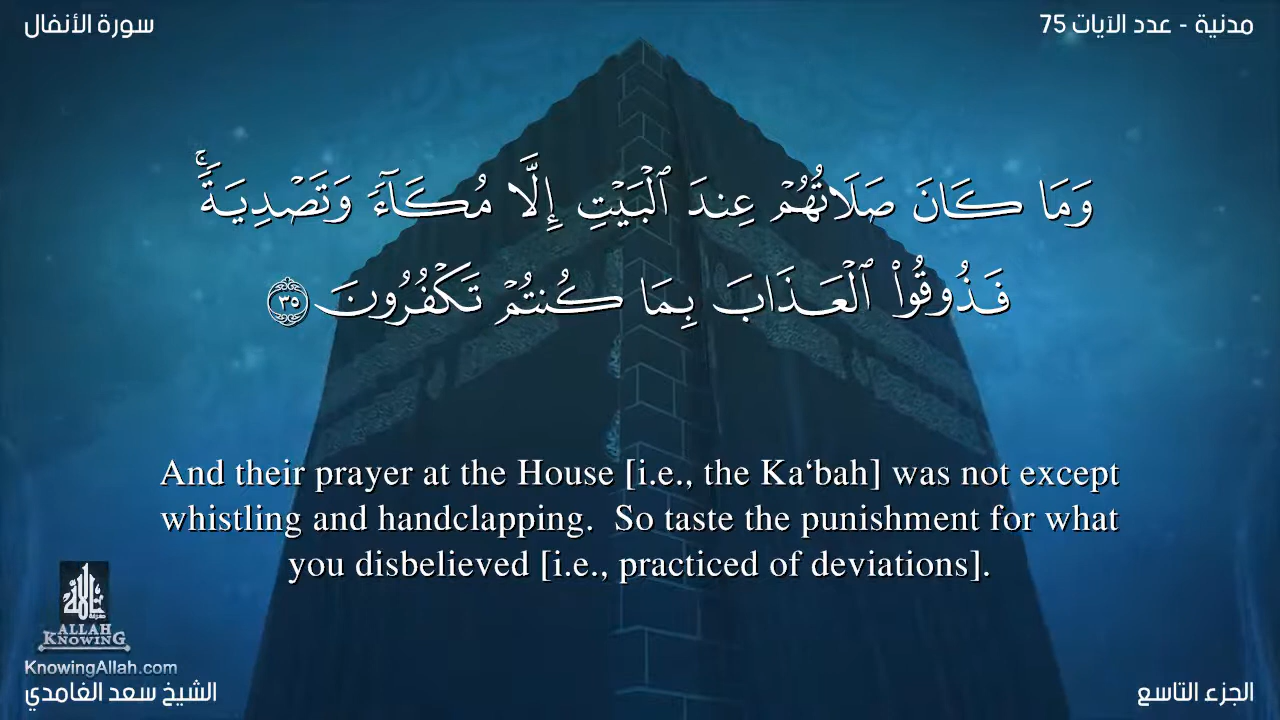 مدنية - عدد الآيات 75
سورة الأنفال
وَمَا كَانَ صَلَاتُهُمۡ عِندَ ٱلۡبَيۡتِ إِلَّا مُكَآءٗ وَتَصۡدِيَةٗۚ
فَذُوقُواْ ٱلۡعَذَابَ بِمَا كُنتُمۡ تَكۡفُرُونَ ٣٥
And their prayer at the House [i.e., the Ka‘bah] was not except
whistling and handclapping.  So taste the punishment for what
you disbelieved [i.e., practiced of deviations].
معرفة الله
ALLAH
KNOWING
KnowingAllah.com
الجزء التاسع
الشيخ سعد الغامدي